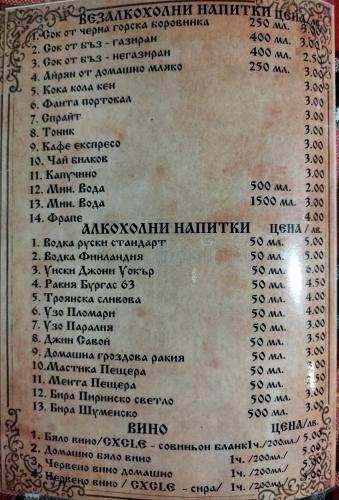 БЕЗАЛКОХОЛНИ НАПИТКИ ЦЕНА / лв.
1. Сок от черна горска боровинка 250 мл. 3.00
2. Сок от бъз - газиран 400 мл. 3.00
3. Сок от бъз - негазиран 400 мл. 3.00
4. Айрян от домашно мляко 250 мл. 2.50
5. Кока кола кен 3.00
6. Фанта портокал 3.00
7. Спрайт 3.00
8. Тоник 3.00
9. Кафе експресо 3.00
10. Чай билков 3.00
11. Капучино 3.00
12. Мин. Вода 500 мл. 2.00
13. Мин. Вода 1500 мл. 3.00
14. Фрапе 4.00
АЛКОХОЛНИ НАПИТКИ ЦЕНА / лв.
1. Водка руски стандарт 50 мл. 5.00
2. Водка Финландия 50 мл. 5.00
3. Уиски Джони Уокър 50 мл. 6.00
4. Ракия Бургас 63 50 мл. 4.50
5. Троянска сливова 50 мл. 4.00
6. Узо Пломари 50 мл. 4.00
7. Узо Паралия 50 мл. 3.00
8. Джин Савой 50 мл. 3.50
9. Домашна гроздова ракия 50 мл. 3.00
10. Мастика Пещера 50 мл.
11. Мента Пещера 50 мл.
12. Бира Пиринско светло 500 мл. 3.00
13. Бира Шуменско 500 мл. 3.00
ВИНО ЦЕНА/лв.
1. Бяло вино/EXCLE - совиньон бланк 1ч./200мл./ 5.00
2. Домашно бяло вино 1ч. /200мл./
3. Червено вино домашно 1ч. /200мл./ 3.00
4. Червено вино / EXCLE - сира/ 1ч. /200мл./ 5.00